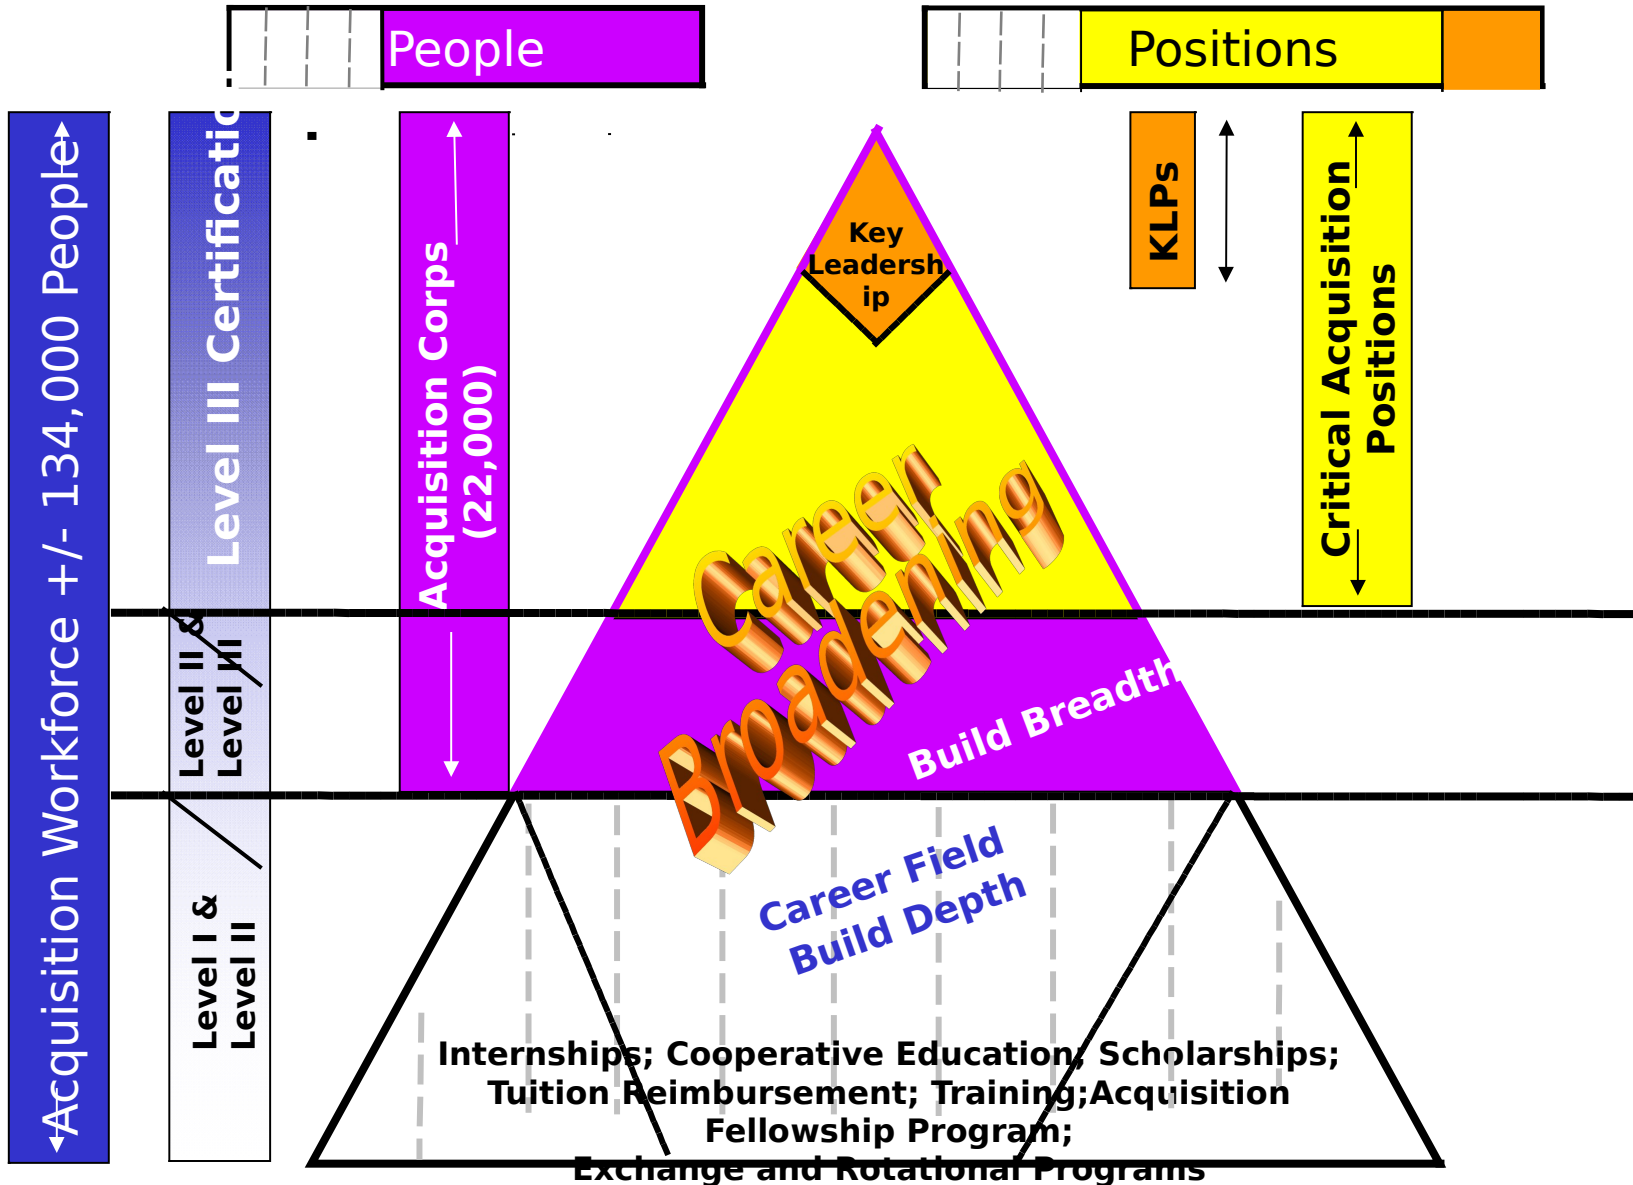 People
Positions
Acquisition Workforce +/- 134,000 People
Level III Certificatio
Level II &
Level III
Level I &
Level II
Acquisition Corps
(22,000)
Key
Leadersh
ip
KLPs
Critical Acquisition
Positions
Career
Broadening
Build Breadth
Career Field
Build Depth
Internships; Cooperative Education; Scholarships;
Tuition Reimbursement; Training;Acquisition
Fellowship Program;
Exchange and Rotational Programs